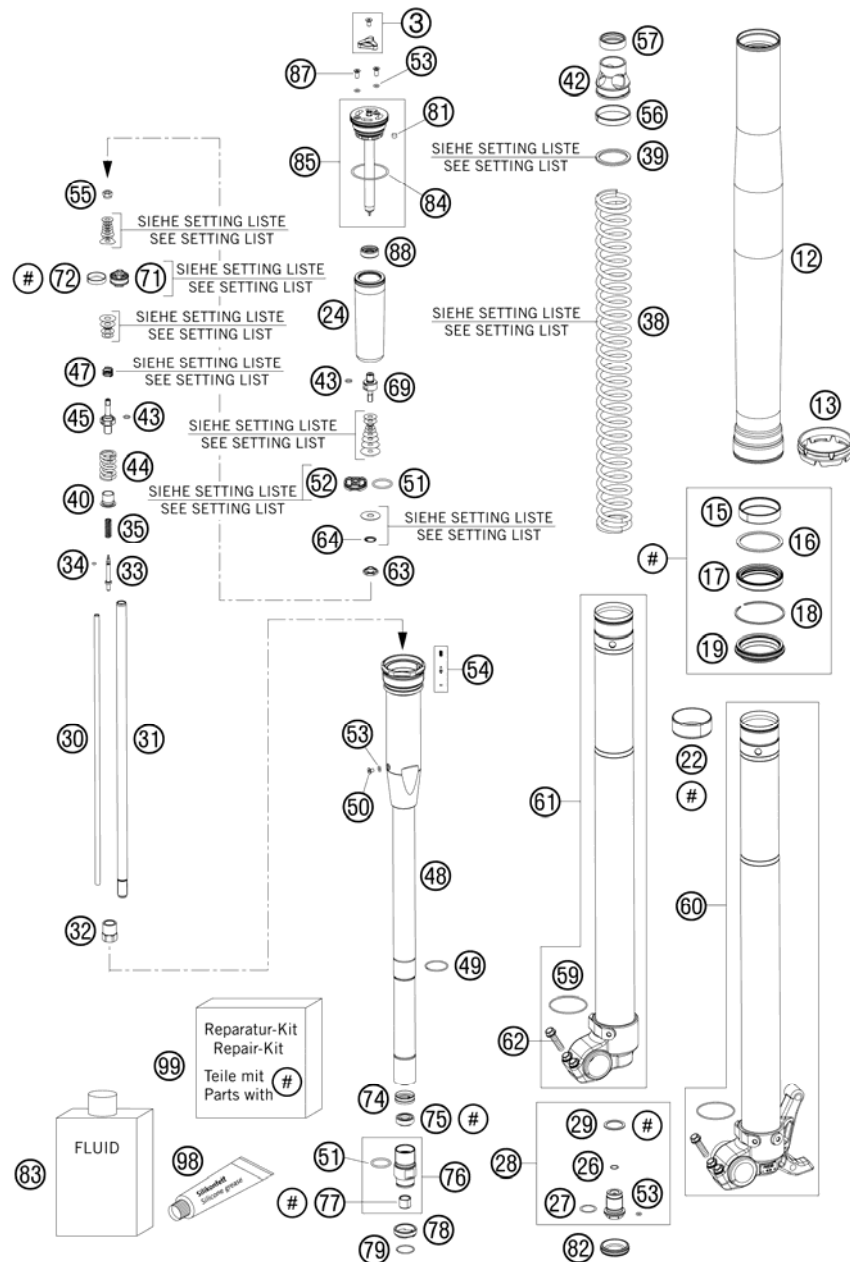 3
57
87
53
42
81
56
85
SIEHE SETTING LISTE
SEE SETTING LIST
39
55
84
SIEHE SETTING LISTE
SEE SETTING LIST
88
12
# 72
71
SIEHE SETTING LISTE
SEE SETTING LIST
24
SIEHE SETTING LISTE
SEE SETTING LIST
SIEHE SETTING LISTE
SEE SETTING LIST
38
47
SIEHE SETTING LISTE
SEE SETTING LIST
43
69
45
43
13
SIEHE SETTING LISTE
SEE SETTING LIST
44
52
51
SIEHE SETTING LISTE
SEE SETTING LIST
15
40
16
35
64
SIEHE SETTING LISTE
SEE SETTING LIST
#
34
33
63
17
18
19
54
30
31
53
22
#
50
61
48
60
32
49
59
Reparatur-Kit
Repair-Kit
Teile mit
Parts with #
99
62
74
75 #
29 #
FLUID
83
98
Silikonfett
Silicone grease
51
76
28
26
# 77
27
53
78
79
82